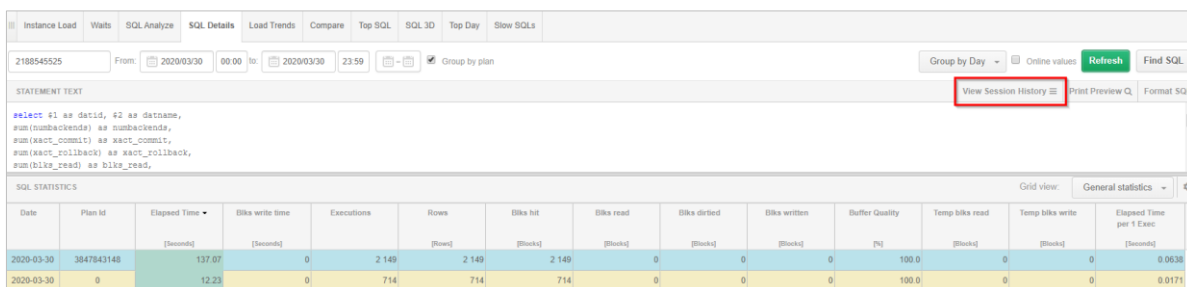 Instance Load Waits SQL Analyze SQL Details Load Trends Compare Top SQL SQL 3D Top Day Slow SQLs
2188545525 From: 2020/03/30 00:00 to: 2020/03/30 23:59 - Group by plan Group by Day Online values Refresh Find SQL
STATEMENT TEXT View Session History Print Preview Format SQ
select $1 as datid, $2 as datname,
sum(numbackends) as numbackends,
sum(xact_commit) as xact_commit,
sum(xact_rollback) as xact_rollback,
sum(blks_read) as blks_read,
SQL STATISTICS Grid view: General statistics
Date Plan Id Elapsed Time Blks write time Executions Rows Blks hit Blks read Blks dirtied Blks written Buffer Quality Temp blks read Temp blks write Elapsed Time
per 1 Exec
[Seconds] [Seconds] [Rows] [Blocks] [Blocks] [Blocks] [Blocks] [%] [Blocks] [Blocks] [Seconds]
2020-03-30 3847843148 137.07 0 2 149 2 149 2 149 0 0 0 100.0 0 0 0.0638
2020-03-30 0 12.23 0 714 714 714 0 0 0 100.0 0 0 0.0171